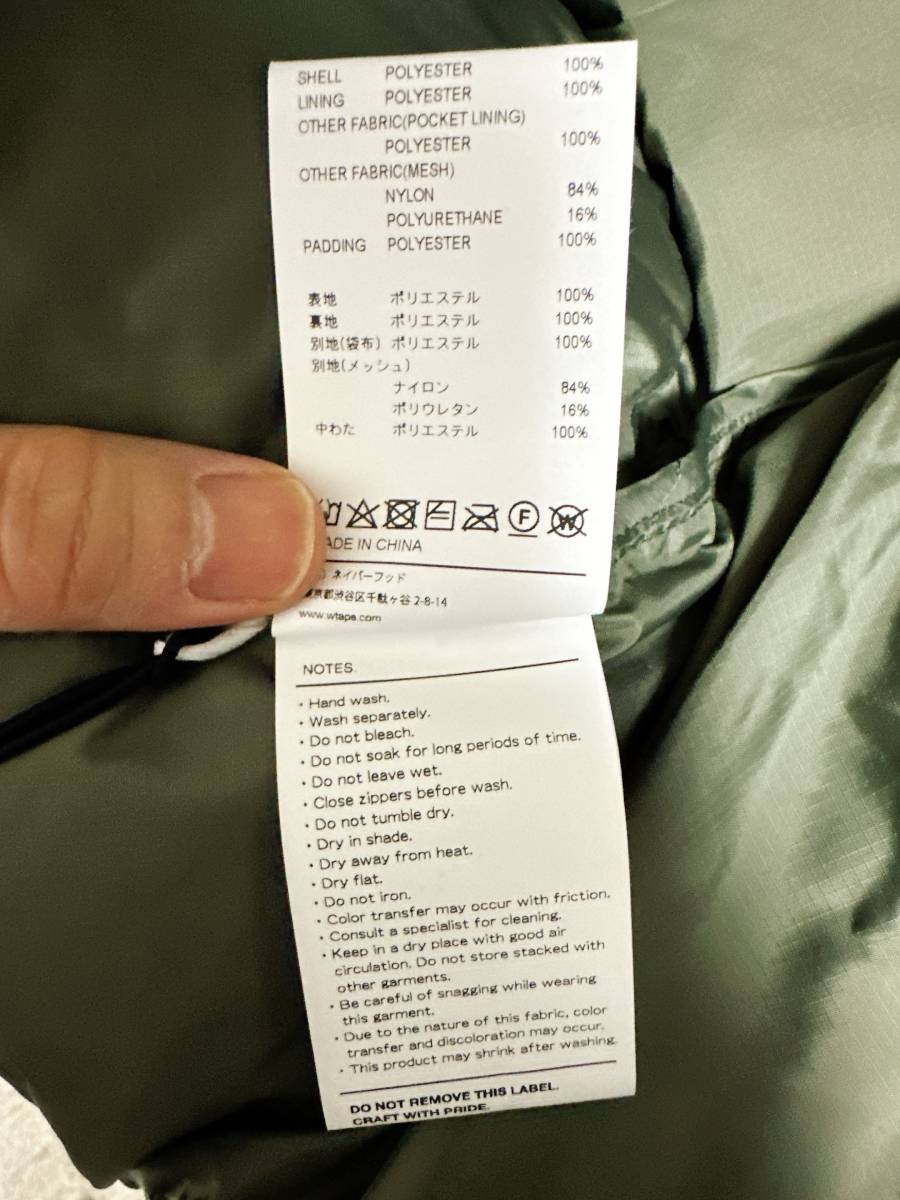 SHELL POLYESTER 100%
LINING POLYESTER 100%
OTHER FABRIC(POCKET LINING)
POLYESTER 100%
OTHER FABRIC(MESH)
NYLON 84%
POLYURETHANE 16%
PADDING POLYESTER 100%
表地 ポリエステル 100%
裏地 ポリエステル 100%
別地(袋布) ポリエステル 100%
別地(メッシュ)
ナイロン 84%
ポリウレタン 16%
中わた ポリエステル 100%
F W
ADE IN CHINA
ネイバーフッド
京都渋谷区千駄ヶ谷 2-8-14
www.wtaps.com
NOTES.
・Hand wash.
・Wash separately.
・Do not bleach.
・Do not soak for long periods of time.
・Do not leave wet.
・Close zippers before wash.
・Do not tumble dry.
・Dry in shade.
・Dry away from heat.
・Dry flat.
・Do not iron.
・Color transfer may occur with friction.
・Consult a specialist for cleaning.
・Keep in a dry place with good air
circulation. Do not store stacked with
other garments.
・Be careful of snagging while wearing
this garment.
・Due to the nature of this fabric, color
transfer and discoloration may occur.
・This product may shrink after washing.
DO NOT REMOVE THIS LABEL.
CRAFT WITH PRIDE.